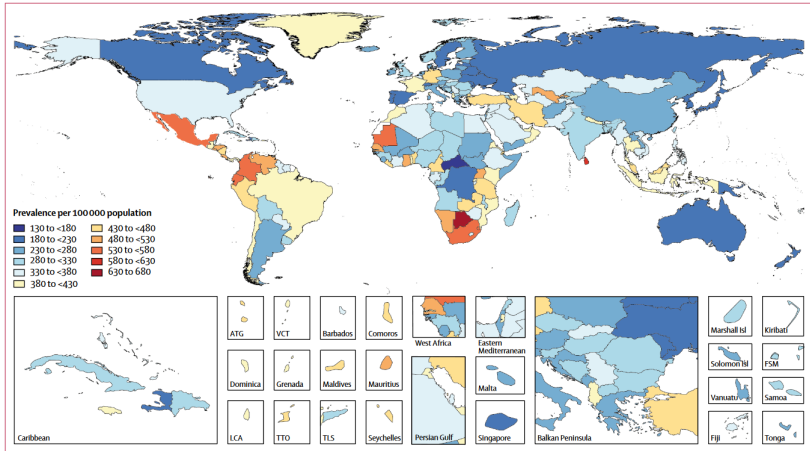 Prevalence per 100 000 population
130 to <180
180 to <230
230 to <280
280 to <330
330 to <380
380 to <430
430 to <480
480 to <530
530 to <580
580 to <630
630 to 680
Caribbean
ATG
VCT
Barbados
Comoros
Dominica
Grenada
Maldives
Mauritius
LCA
TTO
TLS
Seychelles
West Africa
Eastern
Mediterranean
Persian Gulf
Malta
Singapore
Balkan Peninsula
Marshall Isl
Kiribati
Solomon Isl
FSM
Vanuatu
Samoa
Fiji
Tonga